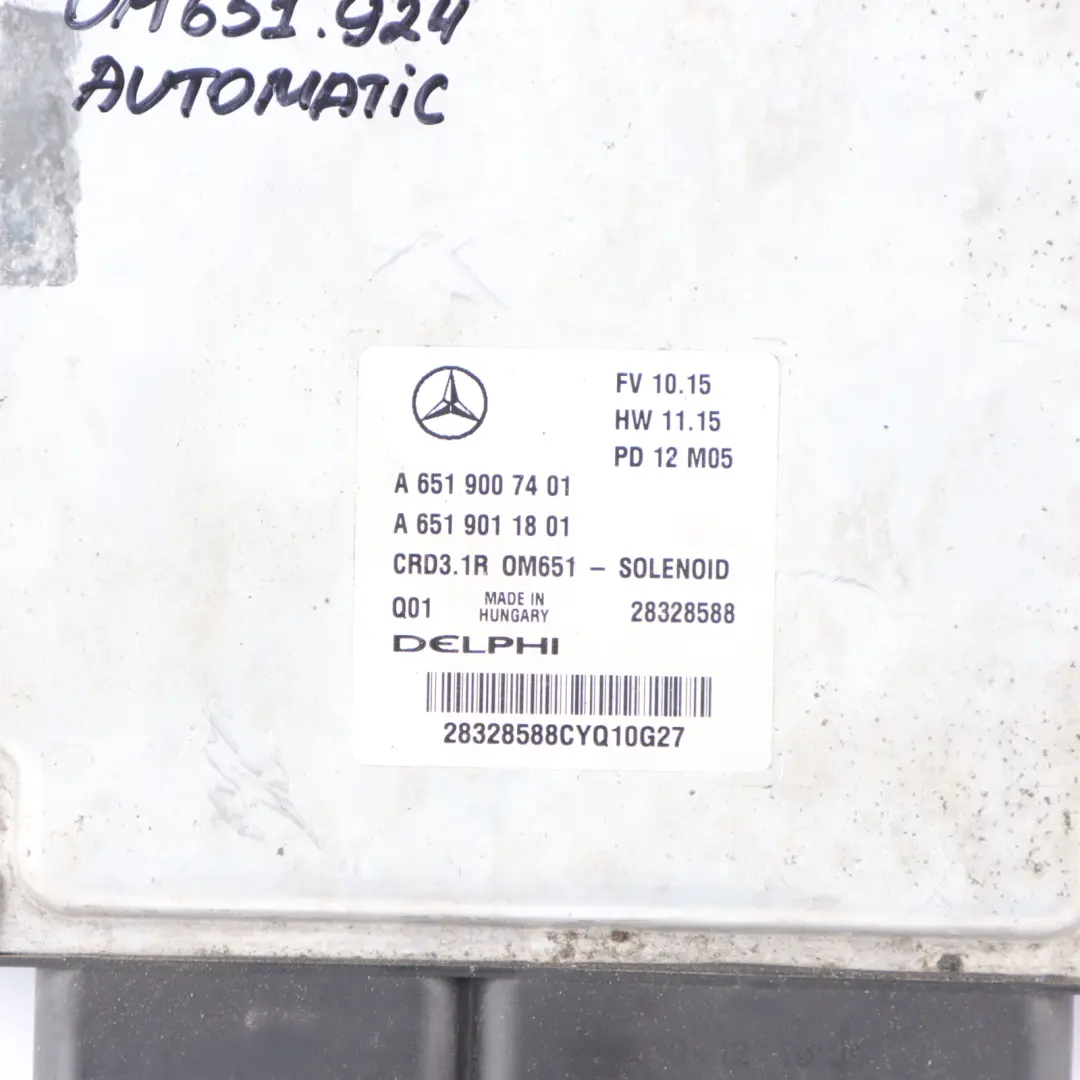 OM651.924
AUTOMATiC
FV 10.15
HW 11.15
PD 12 M05
A 651 900 74 01
A 651 901 18 01
CRD3.1R OM651 – SOLENOID
Q01 MADE IN HUNGARY 28328588
DELPHI
28328588CYQ10G27